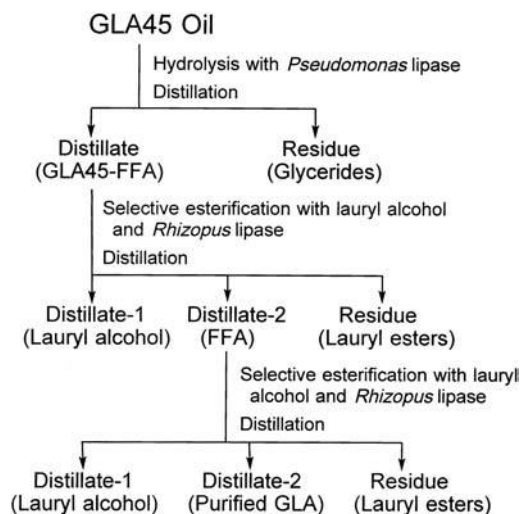 GLA45 Oil
Hydrolysis with Pseudomonas lipase
Distillation
Distillate Residue
(GLA45-FFA) (Glycerides)
Selective esterification with lauryl alcohol
and Rhizopus lipase
Distillation
Distillate-1 Distillate-2 Residue
(Lauryl alcohol) (FFA) (Lauryl esters)
Selective esterification with lauryl
alcohol and Rhizopus lipase
Distillation
Distillate-1 Distillate-2 Residue
(Lauryl alcohol) (Purified GLA) (Lauryl esters)